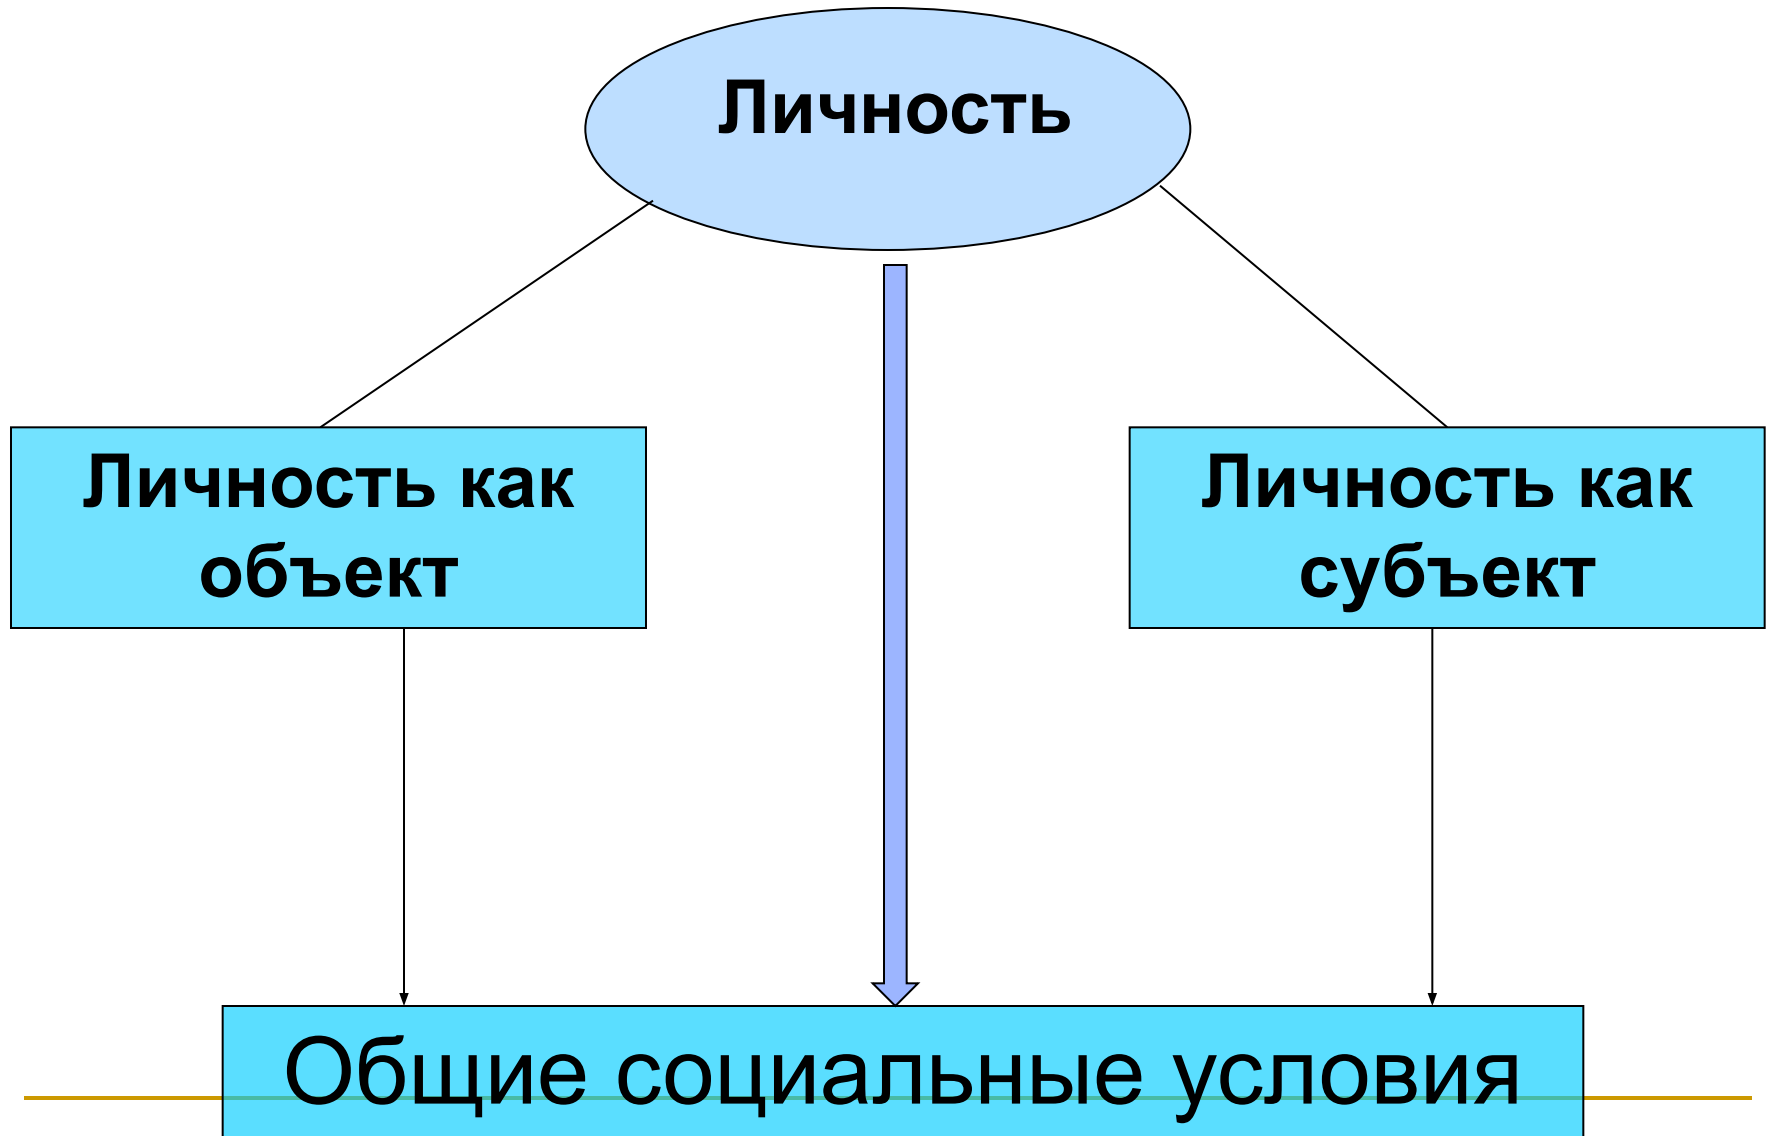 Личность
Личность как
объект
Личность как
субъект
Общие социальные условия